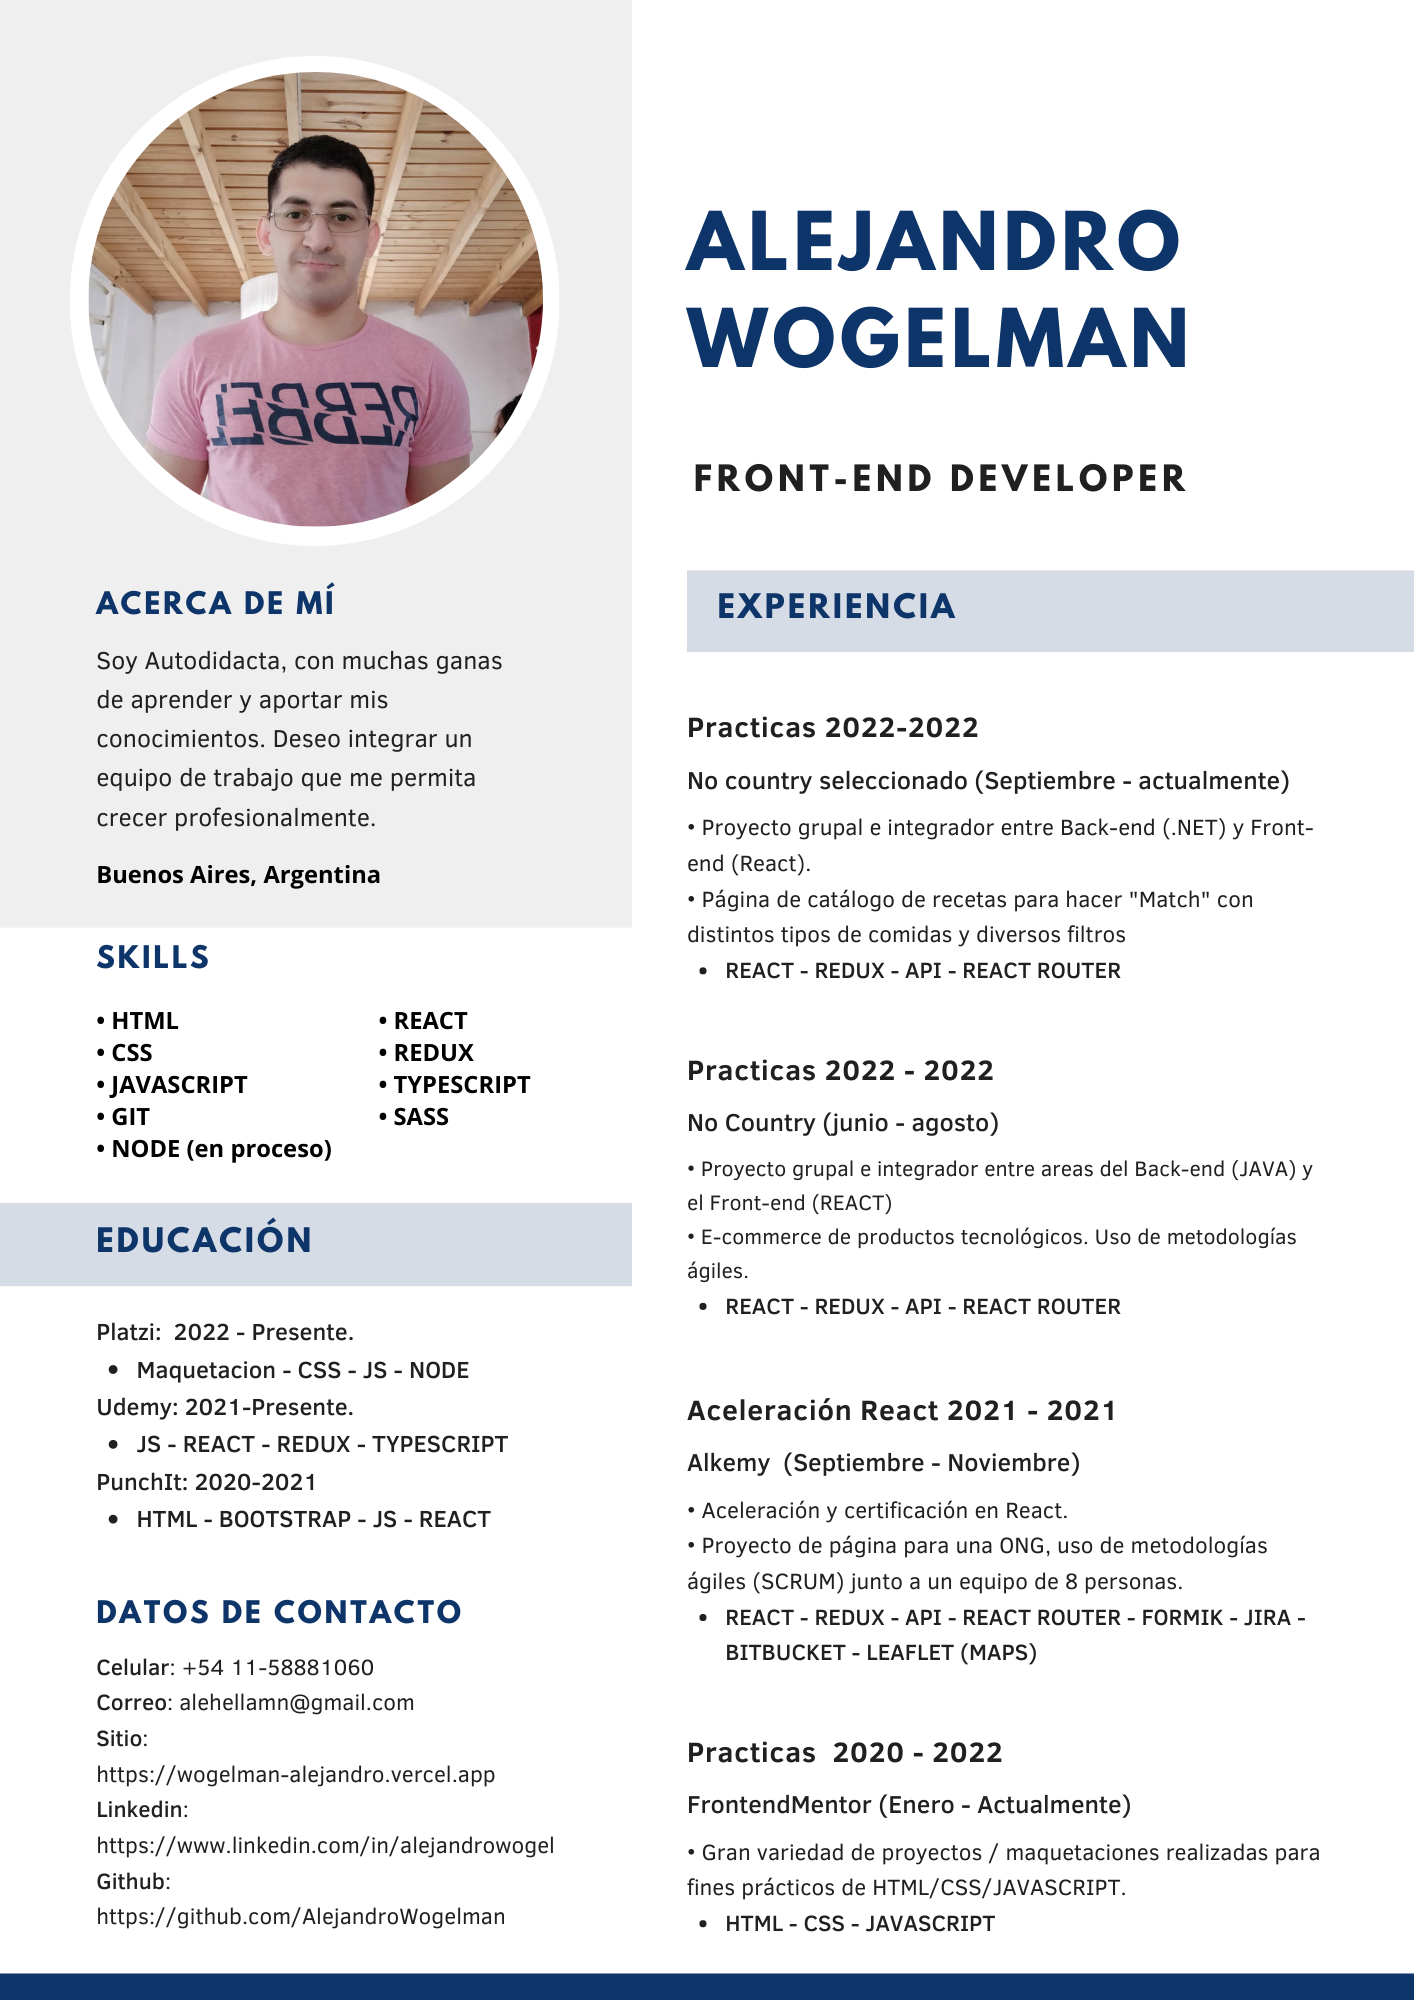 REBEL
ACERCA DE MÍ
Soy Autodidacta, con muchas ganas
de aprender y aportar mis
conocimientos. Deseo integrar un
equipo de trabajo que me permita
crecer profesionalmente.
Buenos Aires, Argentina
SKILLS
• HTML
• CSS
• JAVASCRIPT
• GIT
• NODE (en proceso)
• REACT
• REDUX
• TYPESCRIPT
• SASS
EDUCACIÓN
Platzi:  2022 - Presente.
• Maquetacion - CSS - JS - NODE
Udemy: 2021-Presente.
• JS - REACT - REDUX - TYPESCRIPT
PunchIt: 2020-2021
• HTML - BOOTSTRAP - JS - REACT
DATOS DE CONTACTO
Celular: +54 11-58881060
Correo: alehellamn@gmail.com
Sitio:
https://wogelman-alejandro.vercel.app
Linkedin:
https://www.linkedin.com/in/alejandrowogel
Github:
https://github.com/AlejandroWogelman
ALEJANDRO
WOGELMAN
FRONT-END DEVELOPER
EXPERIENCIA
Practicas 2022-2022
No country seleccionado (Septiembre - actualmente)
• Proyecto grupal e integrador entre Back-end (.NET) y Front-
end (React).
• Página de catálogo de recetas para hacer "Match" con
distintos tipos de comidas y diversos filtros
• REACT - REDUX - API - REACT ROUTER
Practicas 2022 - 2022
No Country (junio - agosto)
• Proyecto grupal e integrador entre areas del Back-end (JAVA) y
el Front-end (REACT)
• E-commerce de productos tecnológicos. Uso de metodologías
ágiles.
• REACT - REDUX - API - REACT ROUTER
Aceleración React 2021 - 2021
Alkemy  (Septiembre - Noviembre)
• Aceleración y certificación en React.
• Proyecto de página para una ONG, uso de metodologías
ágiles (SCRUM) junto a un equipo de 8 personas.
• REACT - REDUX - API - REACT ROUTER - FORMIK - JIRA -
BITBUCKET - LEAFLET (MAPS)
Practicas  2020 - 2022
FrontendMentor (Enero - Actualmente)
• Gran variedad de proyectos / maquetaciones realizadas para
fines prácticos de HTML/CSS/JAVASCRIPT.
• HTML - CSS - JAVASCRIPT